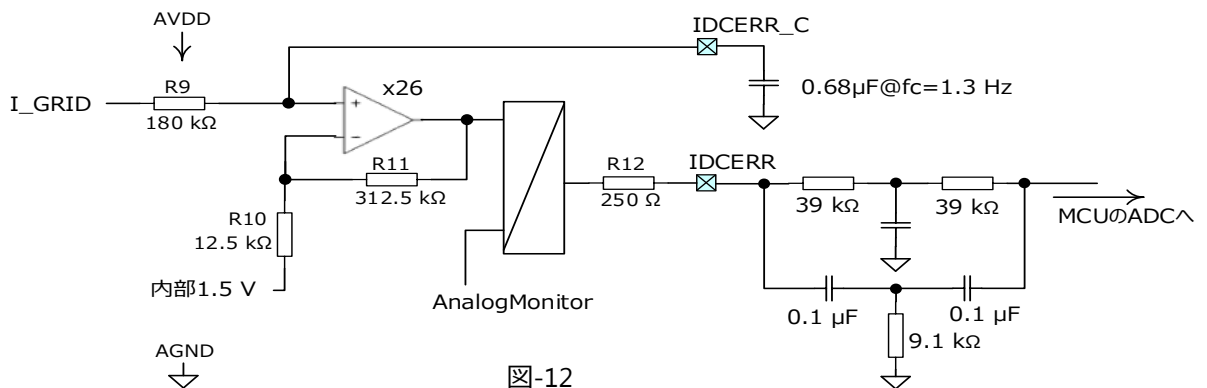 AVDD
IDCERR_C
I_GRID
R9
180 kΩ
x26
0.68µF@fc=1.3 Hz
+
−
R11
312.5 kΩ
R12
250 Ω
IDCERR
39 kΩ
39 kΩ
MCUのADCへ
R10
12.5 kΩ
内部1.5 V
AnalogMonitor
0.1 µF
0.1 µF
9.1 kΩ
AGND
図-12